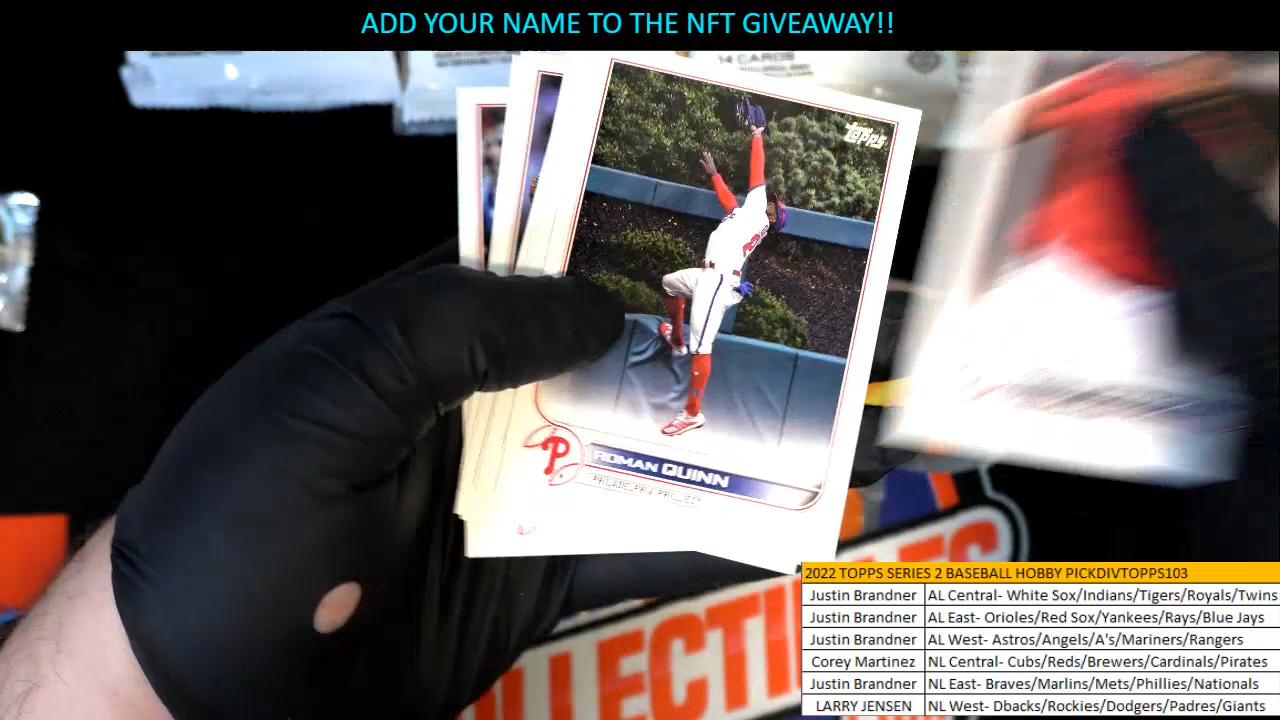 ADD YOUR NAME TO THE NFT GIVEAWAY!!
14 CARDS
TOPPS
P
ROMAN QUINN
2022 TOPPS SERIES 2 BASEBALL HOBBY PICKDIVTOPPS103
Justin Brandner AL Central- White Sox/Indians/Tigers/Royals/Twins
Justin Brandner AL East- Orioles/Red Sox/Yankees/Rays/Blue Jays
Justin Brandner AL West- Astros/Angels/A's/Mariners/Rangers
Corey Martinez NL Central- Cubs/Reds/Brewers/Cardinals/Pirates
Justin Brandner NL East- Braves/Marlins/Mets/Phillies/Nationals
LARRY JENSEN NL West- Dbacks/Rockies/Dodgers/Padres/Giants